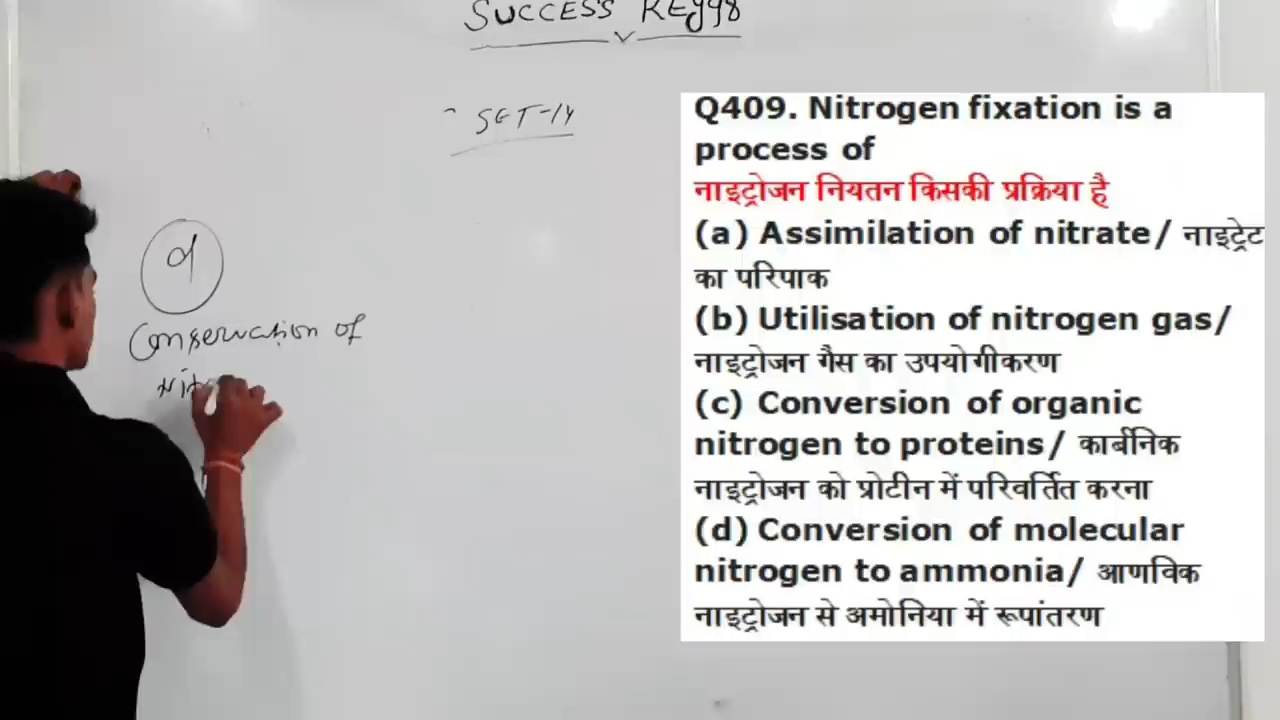 SUCCESS KEY98
SET-14
d
Conservation of
Nit
Q409. Nitrogen fixation is a
process of
नाइट्रोजन नियतन किसकी प्रक्रिया है
(a) Assimilation of nitrate/ नाइट्रेट
का परिपाक
(b) Utilisation of nitrogen gas/
नाइट्रोजन गैस का उपयोगीकरण
(c) Conversion of organic
nitrogen to proteins/ कार्बनिक
नाइट्रोजन को प्रोटीन में परिवर्तित करना
(d) Conversion of molecular
nitrogen to ammonia/ आणविक
नाइट्रोजन से अमोनिया में रूपांतरण